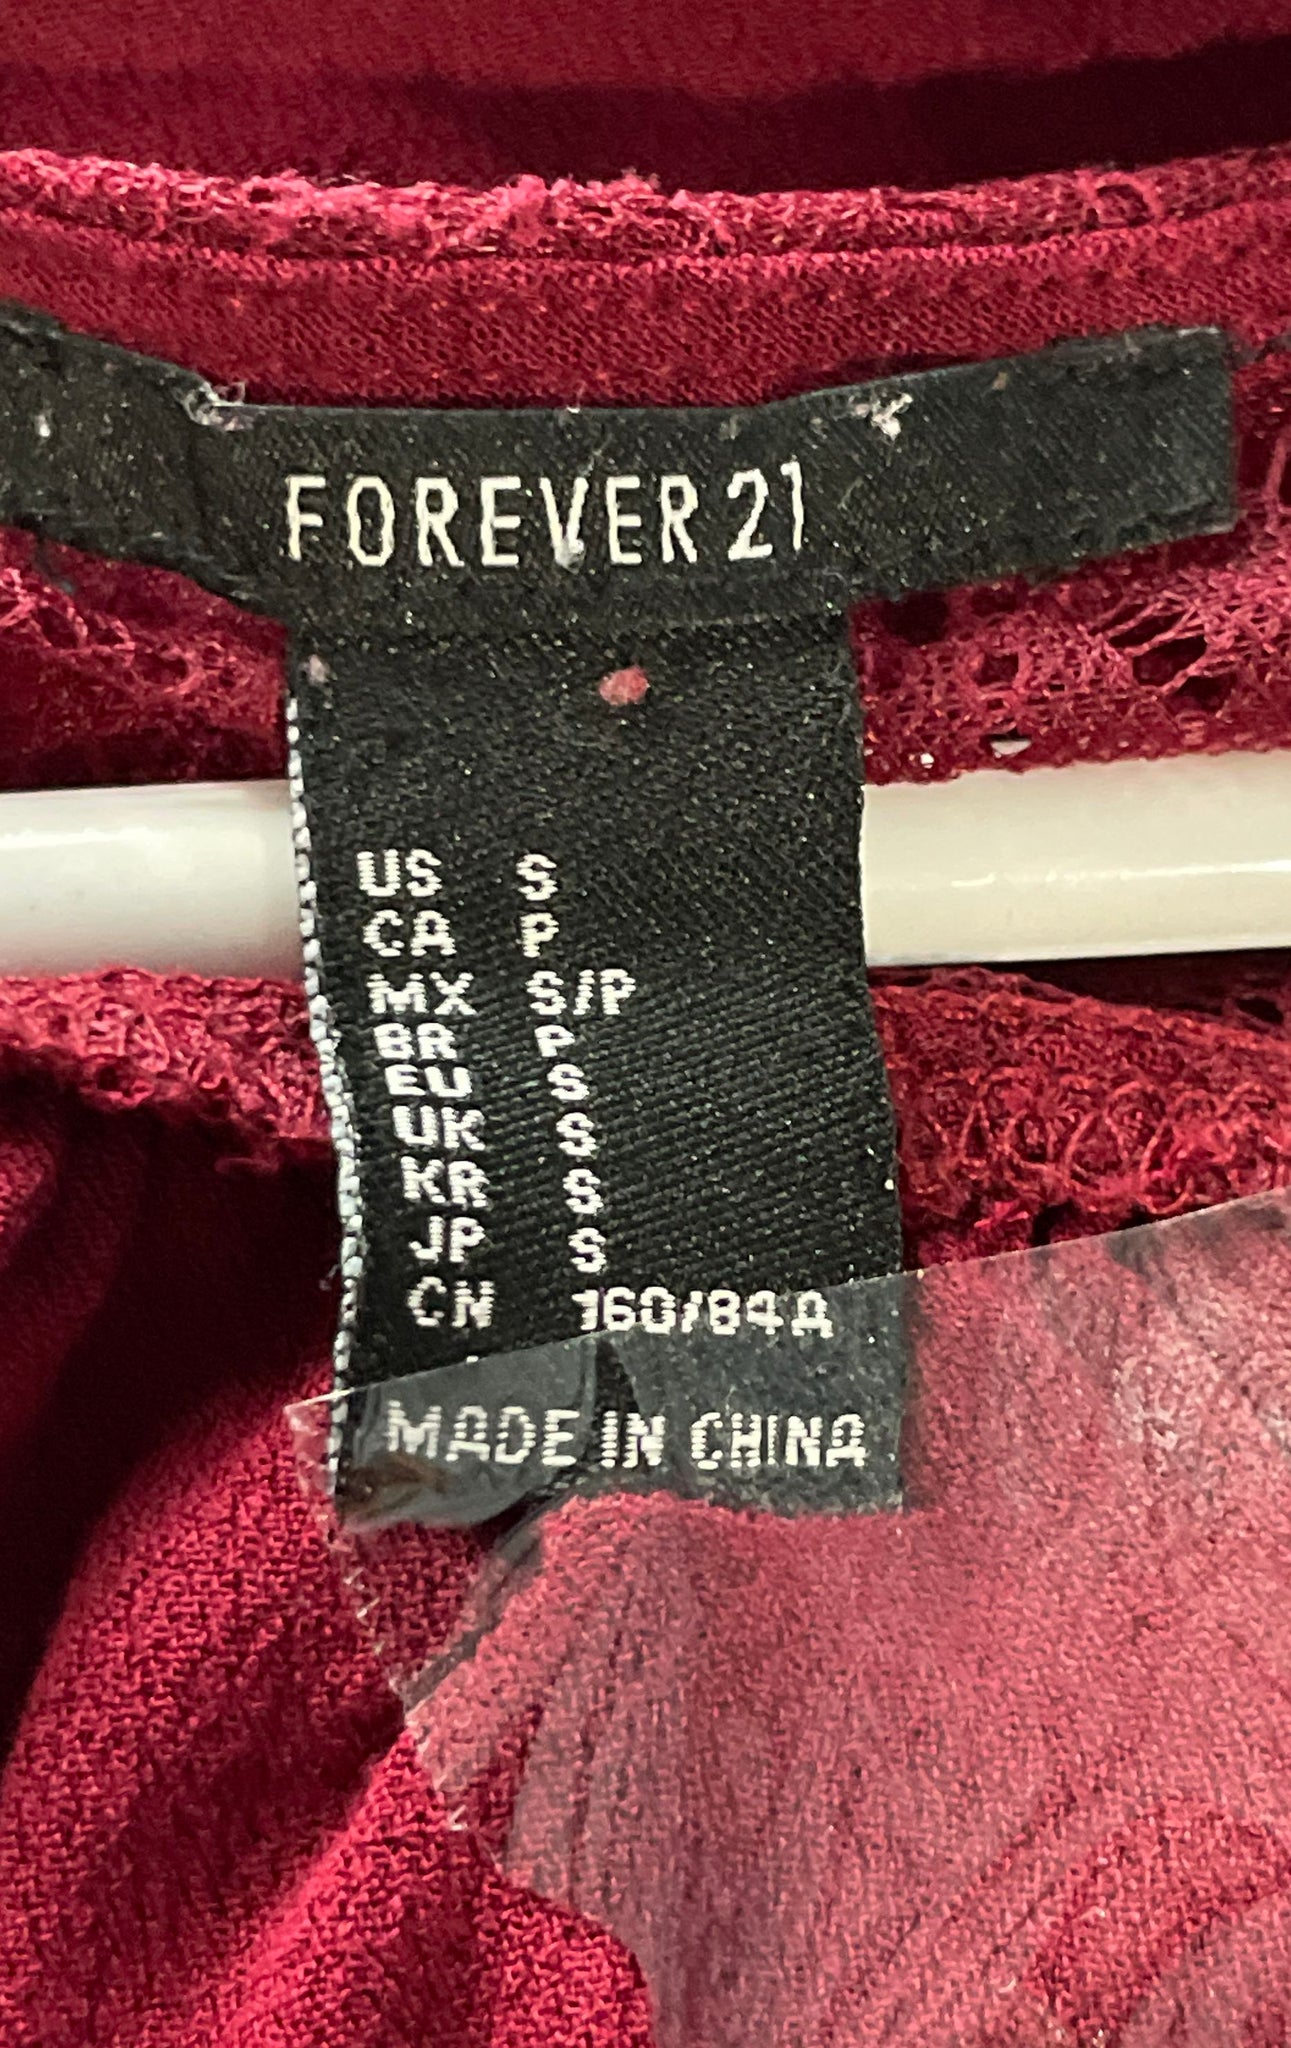 FOREVER 21
US S
CA P
MX S/P
BR P
EU S
UK S
KR S
JP S
CN 160/84A
MADE IN CHINA